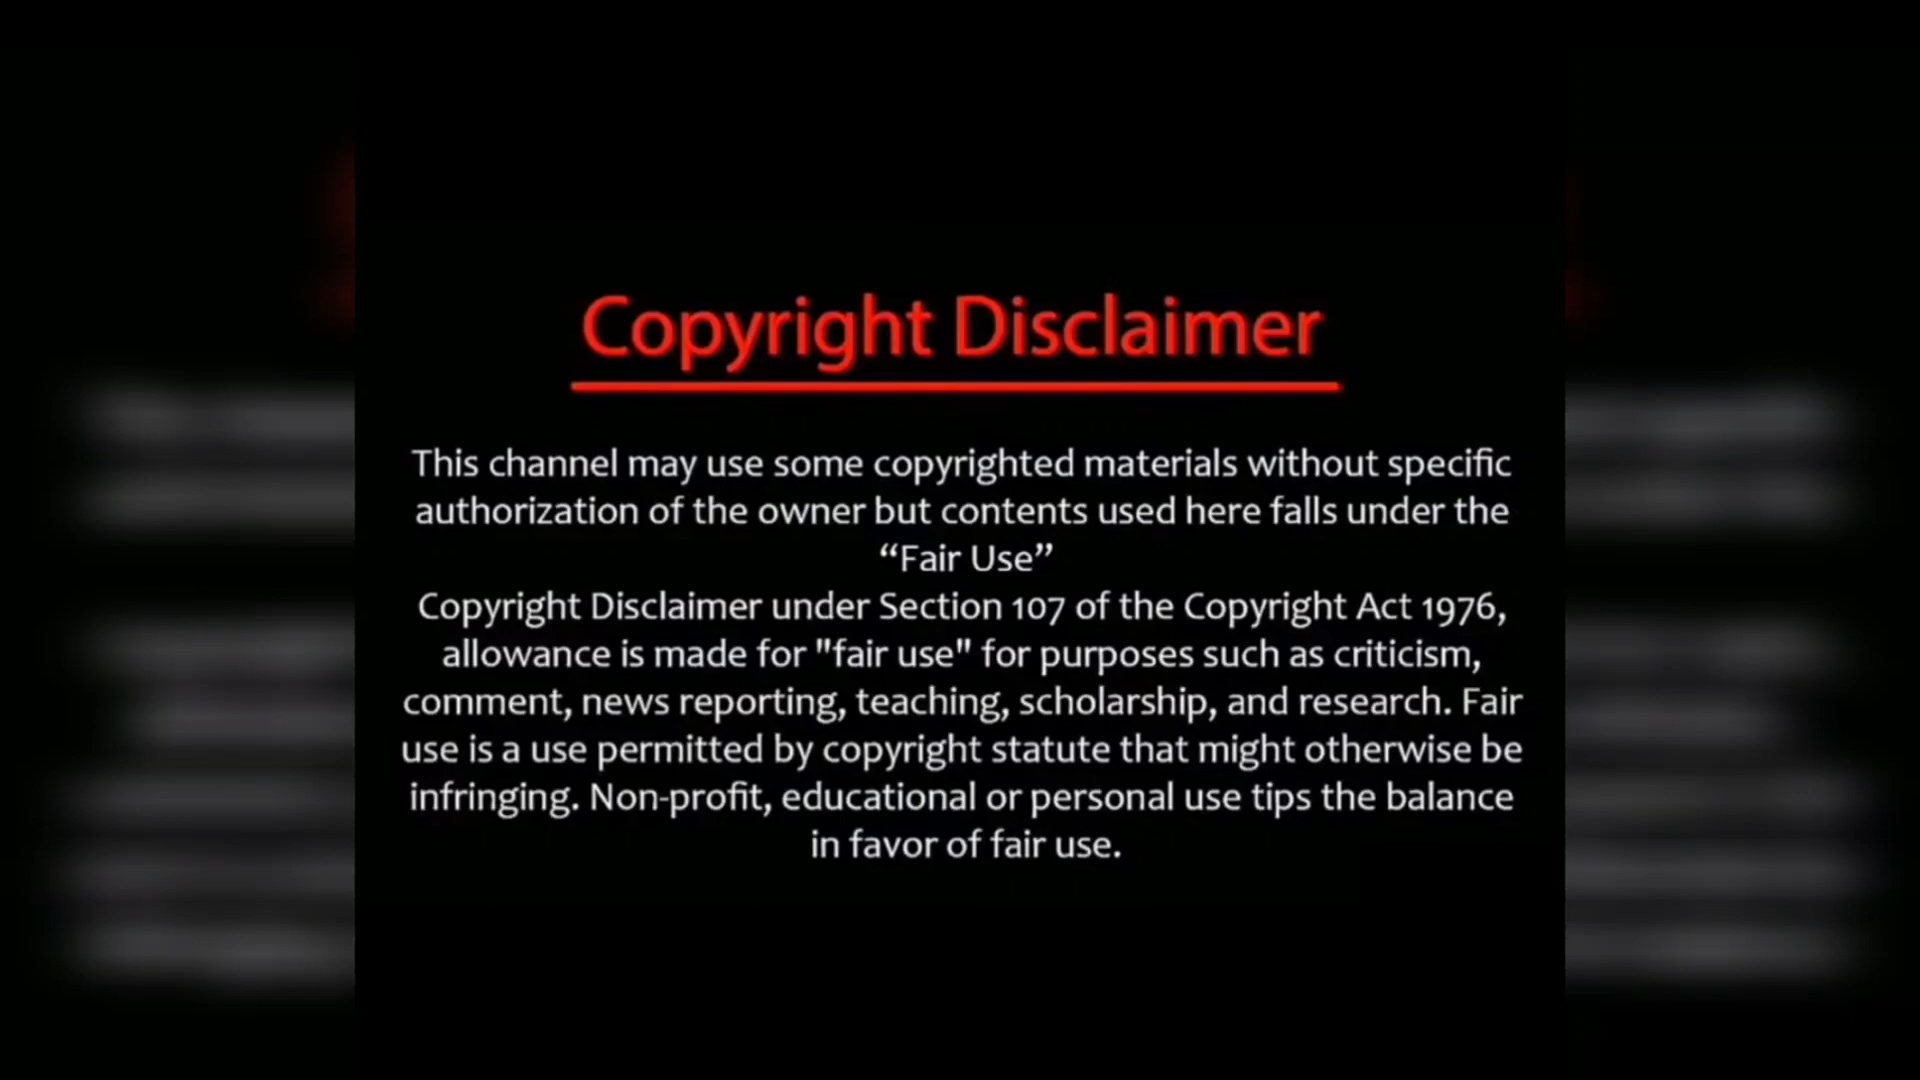 Copyright Disclaimer
This channel may use some copyrighted materials without specific
authorization of the owner but contents used here falls under the
“Fair Use”
Copyright Disclaimer under Section 107 of the Copyright Act 1976,
allowance is made for "fair use" for purposes such as criticism,
comment, news reporting, teaching, scholarship, and research. Fair
use is a use permitted by copyright statute that might otherwise be
infringing. Non-profit, educational or personal use tips the balance
in favor of fair use.